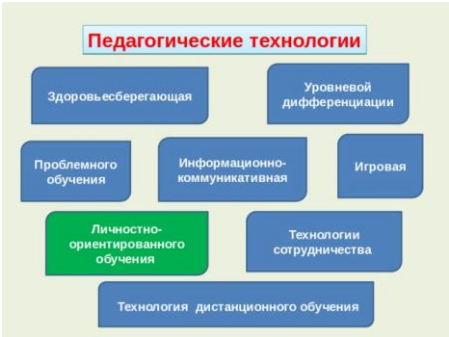 Педагогические технологии
Здоровьесберегающая
Уровневой
дифференциации
Проблемного
обучения
Информационно-
коммуникативная
Игровая
Личностно-
ориентированного
обучения
Технологии
сотрудничества
Технология дистанционного обучения